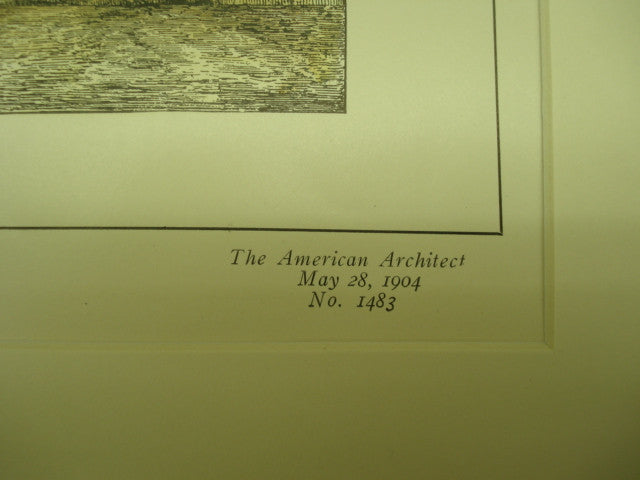 The American Architect
May 28, 1904
No. 1483